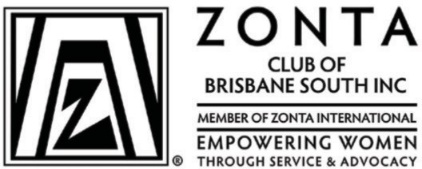 ZONTA
CLUB OF
BRISBANE SOUTH INC
MEMBER OF ZONTA INTERNATIONAL
EMPOWERING WOMEN
THROUGH SERVICE & ADVOCACY
Z
®